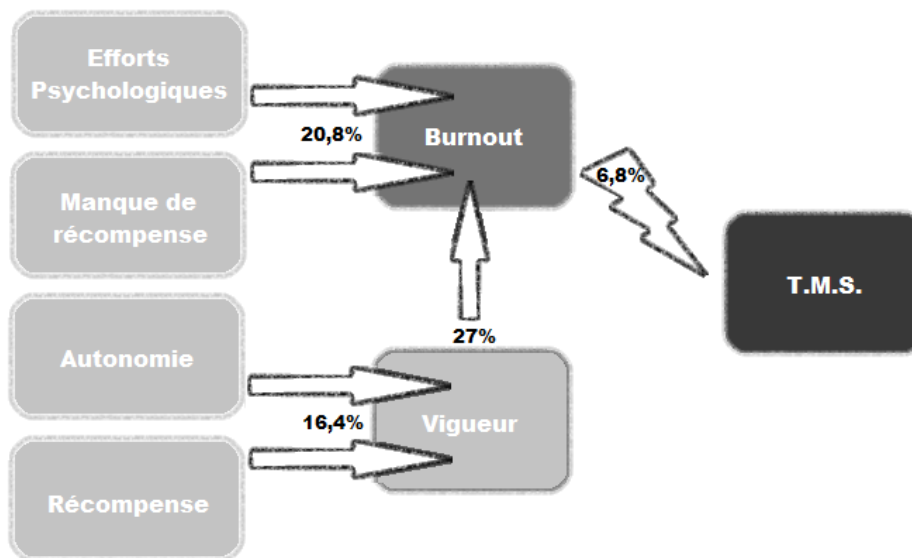 Efforts
Psychologiques
20,8%
Burnout
Manque de
récompense
6,8%
T.M.S.
27%
Autonomie
16,4%
Vigueur
Récompense